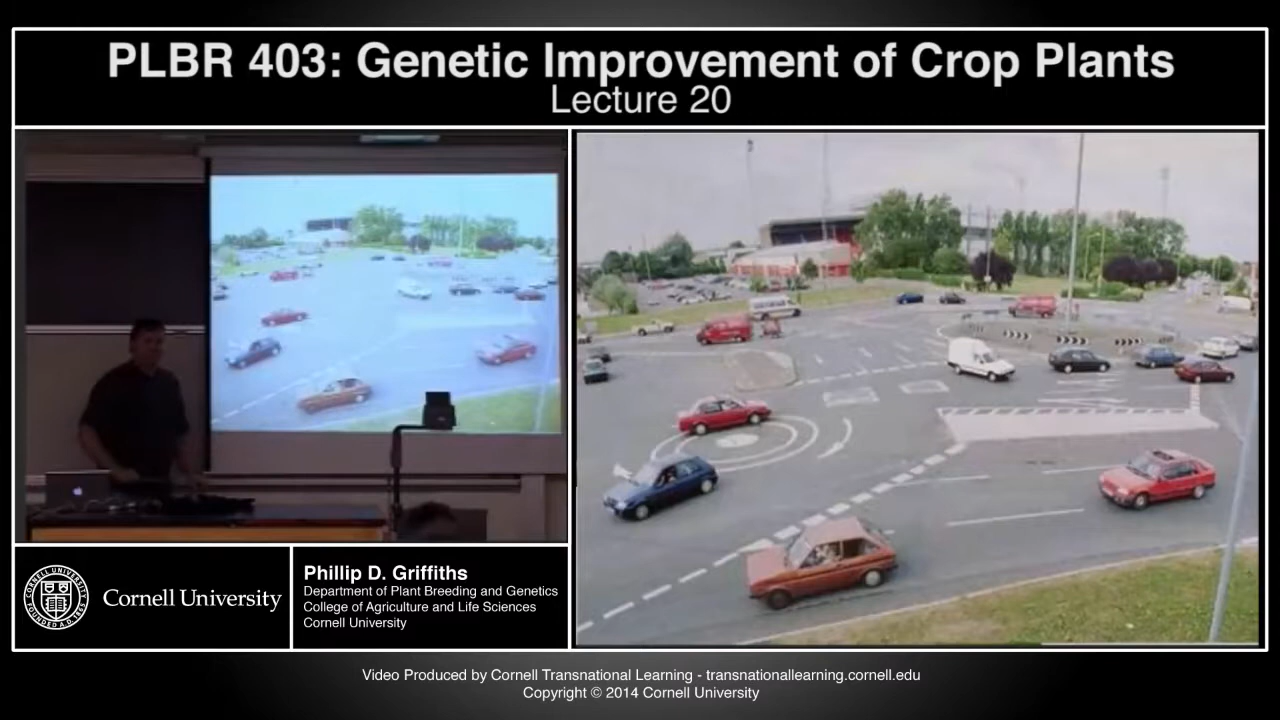 PLBR 403: Genetic Improvement of Crop Plants
Lecture 20
CORNELL UNIVERSITY
FOUNDED A.D. 1865
Cornell University
Phillip D. Griffiths
Department of Plant Breeding and Genetics
College of Agriculture and Life Sciences
Cornell University
Video Produced by Cornell Transnational Learning - transnationallearning.cornell.edu
Copyright © 2014 Cornell University